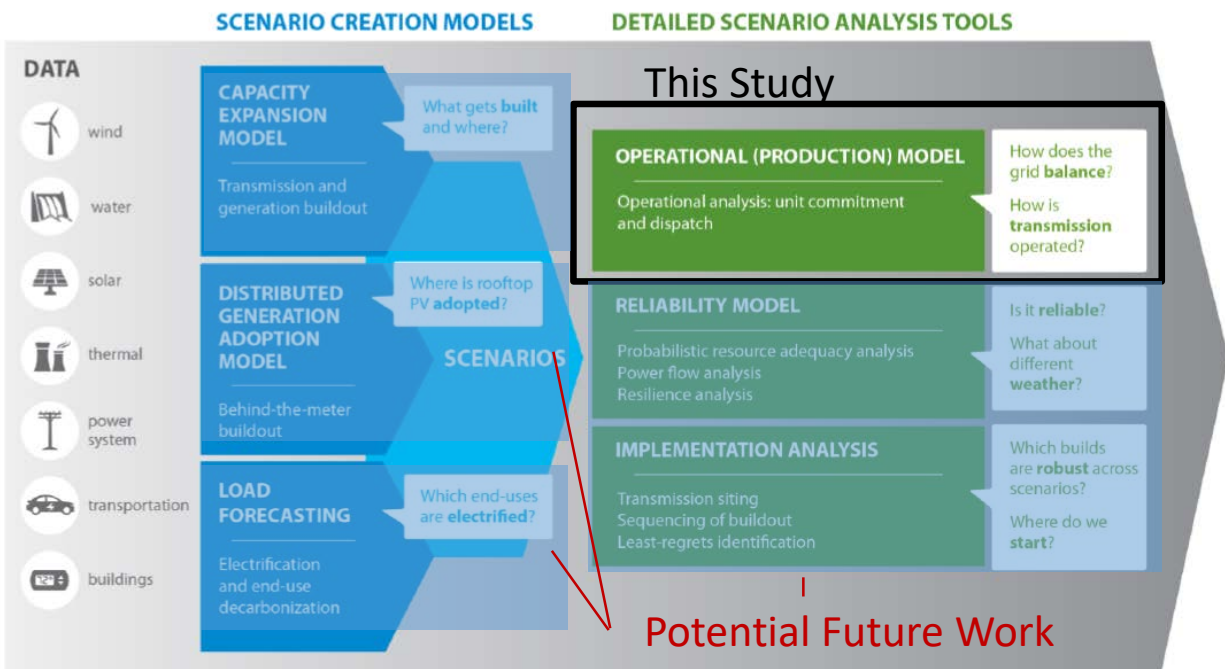 SCENARIO CREATION MODELS
DETAILED SCENARIO ANALYSIS TOOLS
DATA
wind
water
solar
thermal
power
system
transportation
72°
buildings
CAPACITY
EXPANSION
MODEL
Transmission and
generation buildout
What gets built
and where?
DISTRIBUTED
GENERATION
ADOPTION
MODEL
Behind-the-meter
buildout
Where is rooftop
PV adopted?
LOAD
FORECASTING
Electrification
and end-use
decarbonization
Which end-uses
are electrified?
SCENARIOS
This Study
OPERATIONAL (PRODUCTION) MODEL
Operational analysis: unit commitment
and dispatch
How does the
grid balance?
How is
transmission
operated?
RELIABILITY MODEL
Probabilistic resource adequacy analysis
Power flow analysis
Resilience analysis
Is it reliable?
What about
different
weather?
IMPLEMENTATION ANALYSIS
Transmission siting
Sequencing of buildout
Least-regrets identification
Which builds
are robust across
scenarios?
Where do we
start?
Potential Future Work